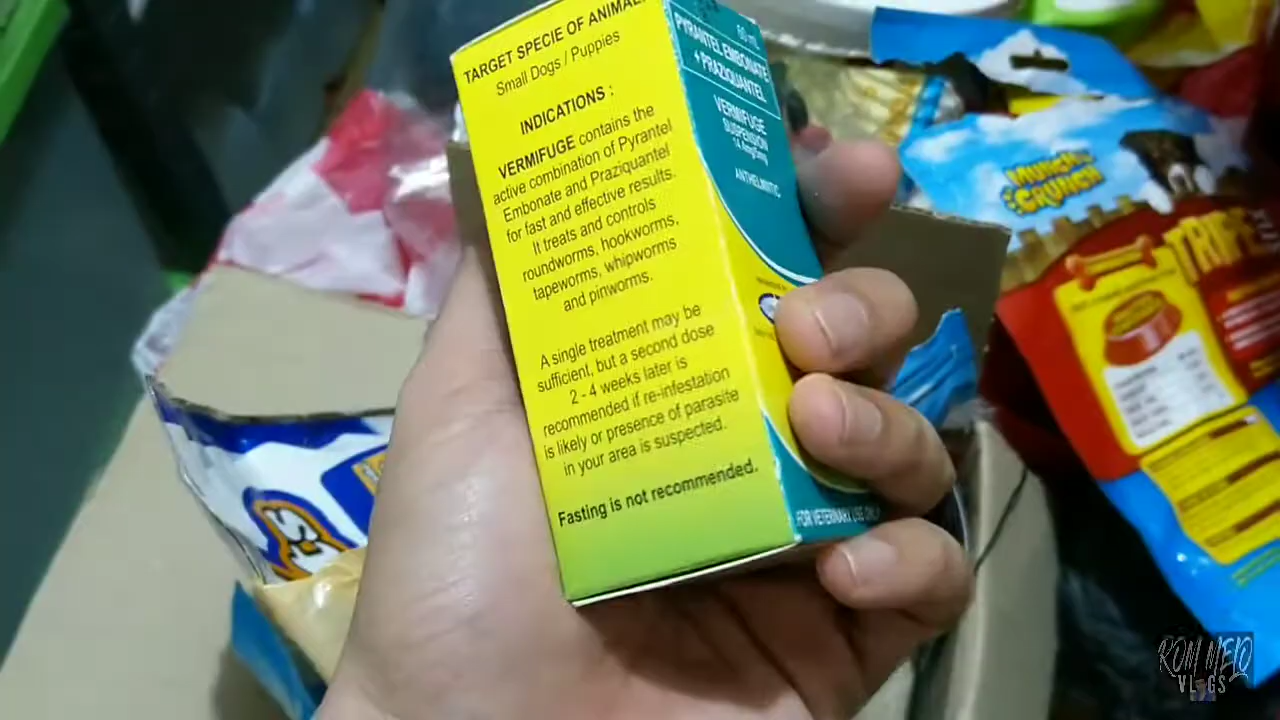 TARGET SPECIE OF ANIMAL
Small Dogs / Puppies
INDICATIONS :
VERMIFUGE contains the
active combination of Pyrantel
Embonate and Praziquantel
for fast and effective results.
It treats and controls
roundworms, hookworms,
tapeworms, whipworms
and pinworms.
A single treatment may be
sufficient, but a second dose
2 - 4 weeks later is
recommended if re-infestation
is likely or presence of parasite
in your area is suspected.
Fasting is not recommended.
60 mL
PYRANTEL EMBONATE
+ PRAZIQUANTEL
VERMIFUGE
SUSPENSION
ANTHELMINTIC
FOR VETERINARY USE ONLY
MUNCHY
CRUNCH
TRIPE
ROMMELO
VLOGS